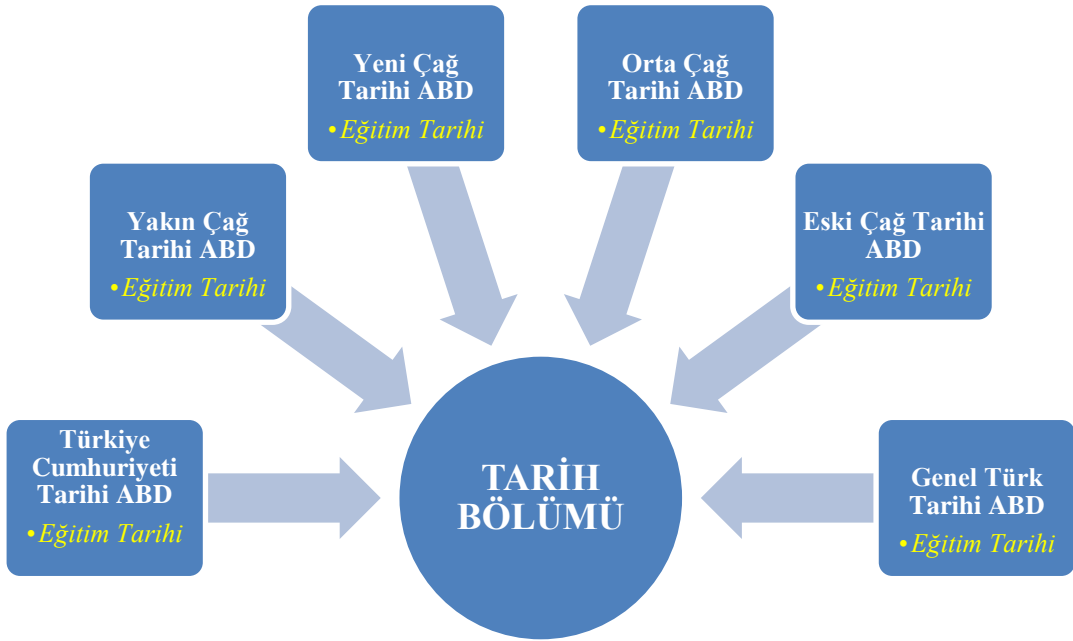 Yeni Çağ
Tarihi ABD
• Eğitim Tarihi
Orta Çağ
Tarihi ABD
• Eğitim Tarihi
Yakın Çağ
Tarihi ABD
• Eğitim Tarihi
Eski Çağ Tarihi
ABD
• Eğitim Tarihi
Türkiye
Cumhuriyeti
Tarihi ABD
• Eğitim Tarihi
TARİH
BÖLÜMÜ
Genel Türk
Tarihi ABD
• Eğitim Tarihi